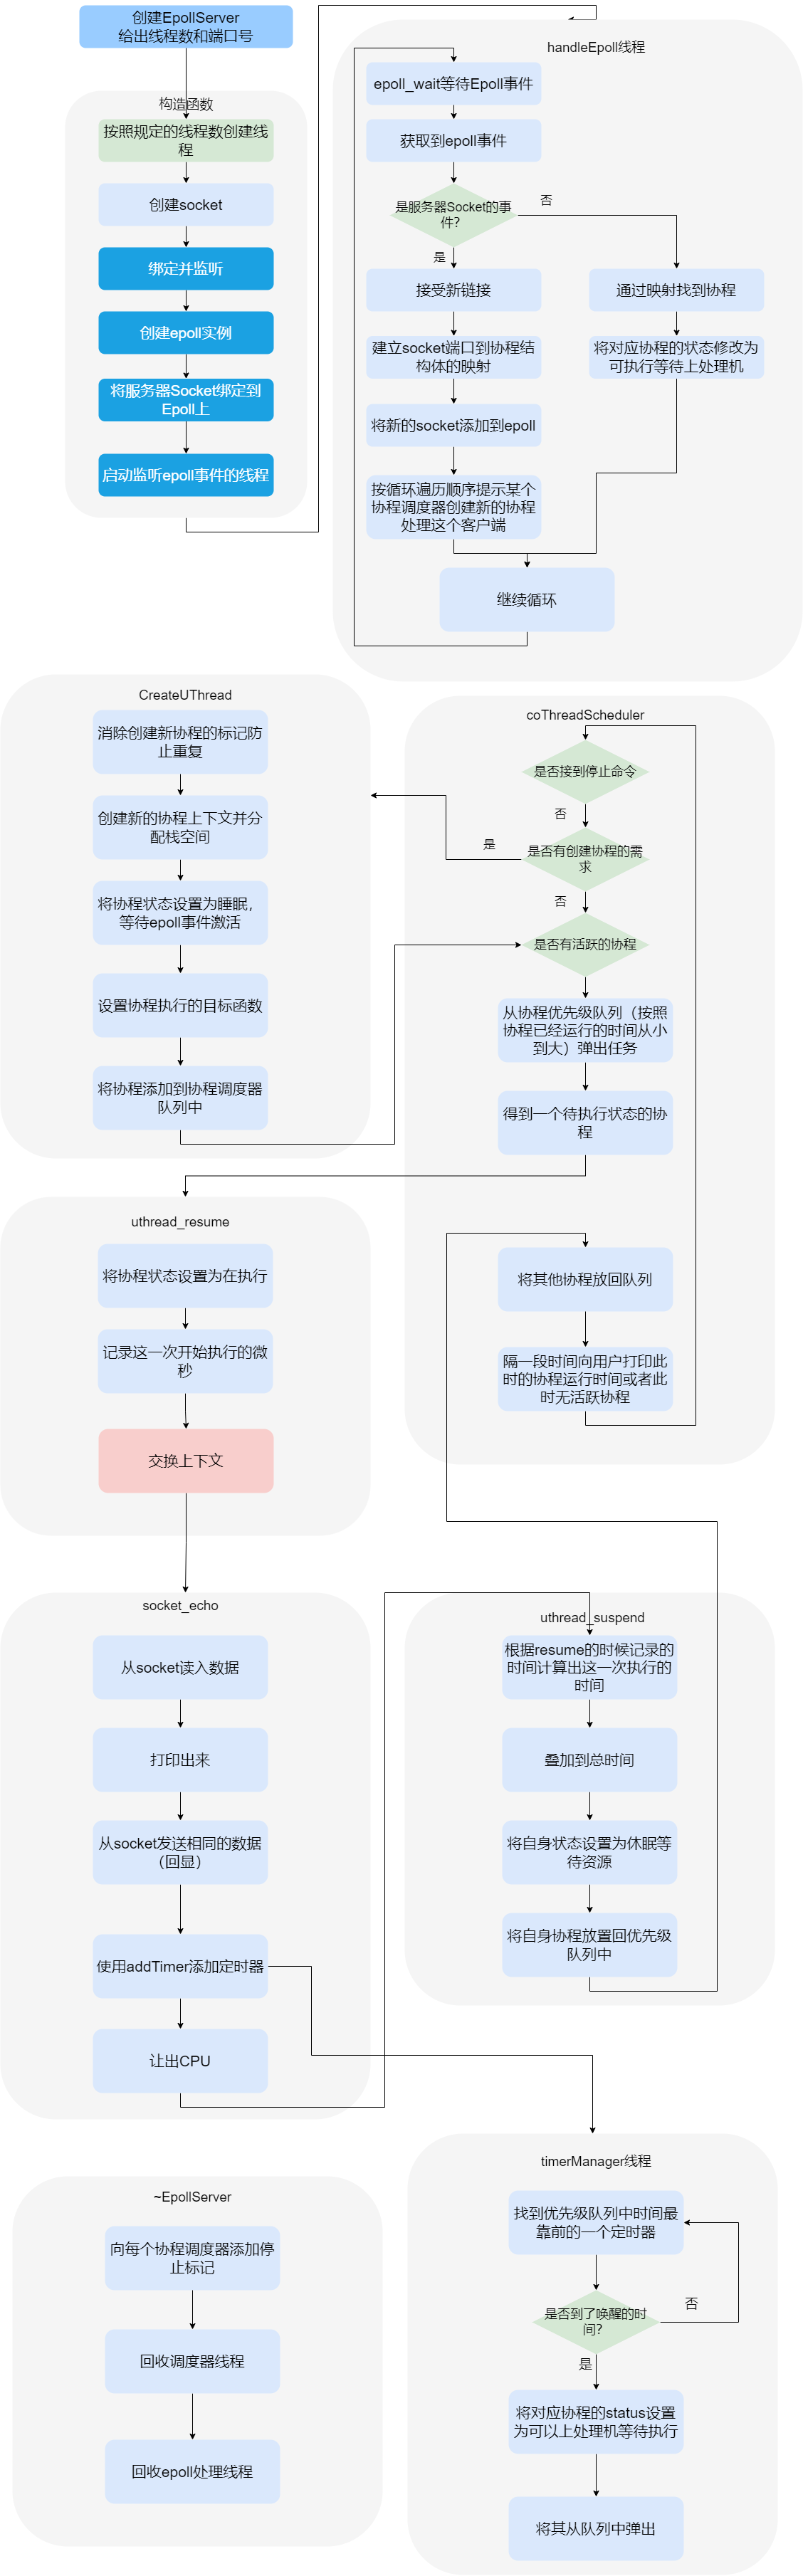 创建EpollServer
给出线程数和端口号
构造函数
按照规定的线程数创建线
程
创建socket
绑定并监听
创建epoll实例
将服务器Socket绑定到
Epoll上
启动监听epoll事件的线程
handleEpoll线程
epoll_wait等待Epoll事件
获取到epoll事件
是服务器Socket的事
件?
否
是
接受新链接
通过映射找到协程
建立socket端口到协程结
构体的映射
将对应协程的状态修改为
可执行等待上处理机
将新的socket添加到epoll
按循环遍历顺序提示某个
协程调度器创建新的协程
处理这个客户端
继续循环
CreateUThread
消除创建新协程的标记防
止重复
创建新的协程上下文并分
配栈空间
将协程状态设置为睡眠，
等待epoll事件激活
设置协程执行的目标函数
将协程添加到协程调度器
队列中
coThreadScheduler
是否接到停止命令
否
是否有创建协程的需
求
是
否
是否有活跃的协程
从协程优先级队列（按照
协程已经运行的时间从小
到大）弹出任务
得到一个待执行状态的协
程
将其他协程放回队列
隔一段时间向用户打印此
时的协程运行时间或者此
时无活跃协程
uthread_resume
将协程状态设置为在执行
记录这一次开始执行的微
秒
交换上下文
socket_echo
从socket读入数据
打印出来
从socket发送相同的数据
（回显）
使用addTimer添加定时器
让出CPU
uthread_suspend
根据resume的时候记录的
时间计算出这一次执行的
时间
叠加到总时间
将自身状态设置为休眠等
待资源
将自身协程放置回优先级
队列中
~EpollServer
向每个协程调度器添加停
止标记
回收调度器线程
回收epoll处理线程
timerManager线程
找到优先级队列中时间最
靠前的一个定时器
是否到了唤醒的时
间?
否
是
将对应协程的status设置
为可以上处理机等待执行
将其从队列中弹出